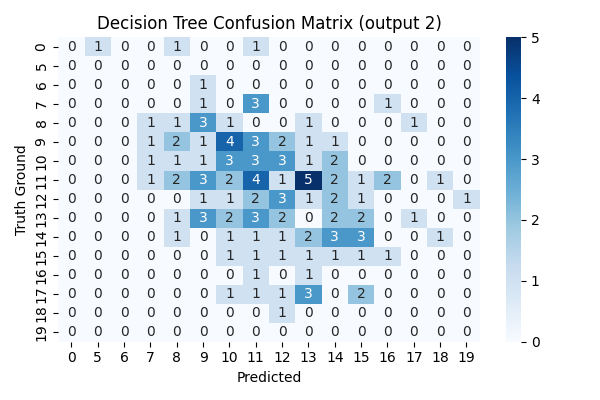 Decision Tree Confusion Matrix (output 2)
Truth Ground
0 0 1 0 0 1 0 0 1 0 0 0 0 0 0 0 0
5 0 0 0 0 0 0 0 0 0 0 0 0 0 0 0 0
6 0 0 0 0 0 1 0 0 0 0 0 0 0 0 0 0
7 0 0 0 0 0 1 0 3 0 0 0 0 1 0 0 0
8 0 0 0 1 1 3 1 0 0 1 0 0 0 1 0 0
9 0 0 0 1 2 1 4 3 2 1 1 0 0 0 0 0
10 0 0 0 1 1 1 3 3 3 1 2 0 0 0 0 0
11 0 0 0 1 2 3 2 4 1 5 2 1 2 0 1 0
12 0 0 0 0 0 1 1 2 3 1 2 1 0 0 0 1
13 0 0 0 0 1 3 2 3 2 0 2 2 0 1 0 0
14 0 0 0 0 1 0 1 1 1 2 3 3 0 0 1 0
15 0 0 0 0 0 0 1 1 1 1 1 1 1 0 0 0
16 0 0 0 0 0 0 0 1 0 1 0 0 0 0 0 0
17 0 0 0 0 0 0 1 1 1 3 0 2 0 0 0 0
18 0 0 0 0 0 0 0 0 1 0 0 0 0 0 0 0
19 0 0 0 0 0 0 0 0 0 0 0 0 0 0 0 0
0 5 6 7 8 9 10 11 12 13 14 15 16 17 18 19
Predicted
5
4
3
2
1
0